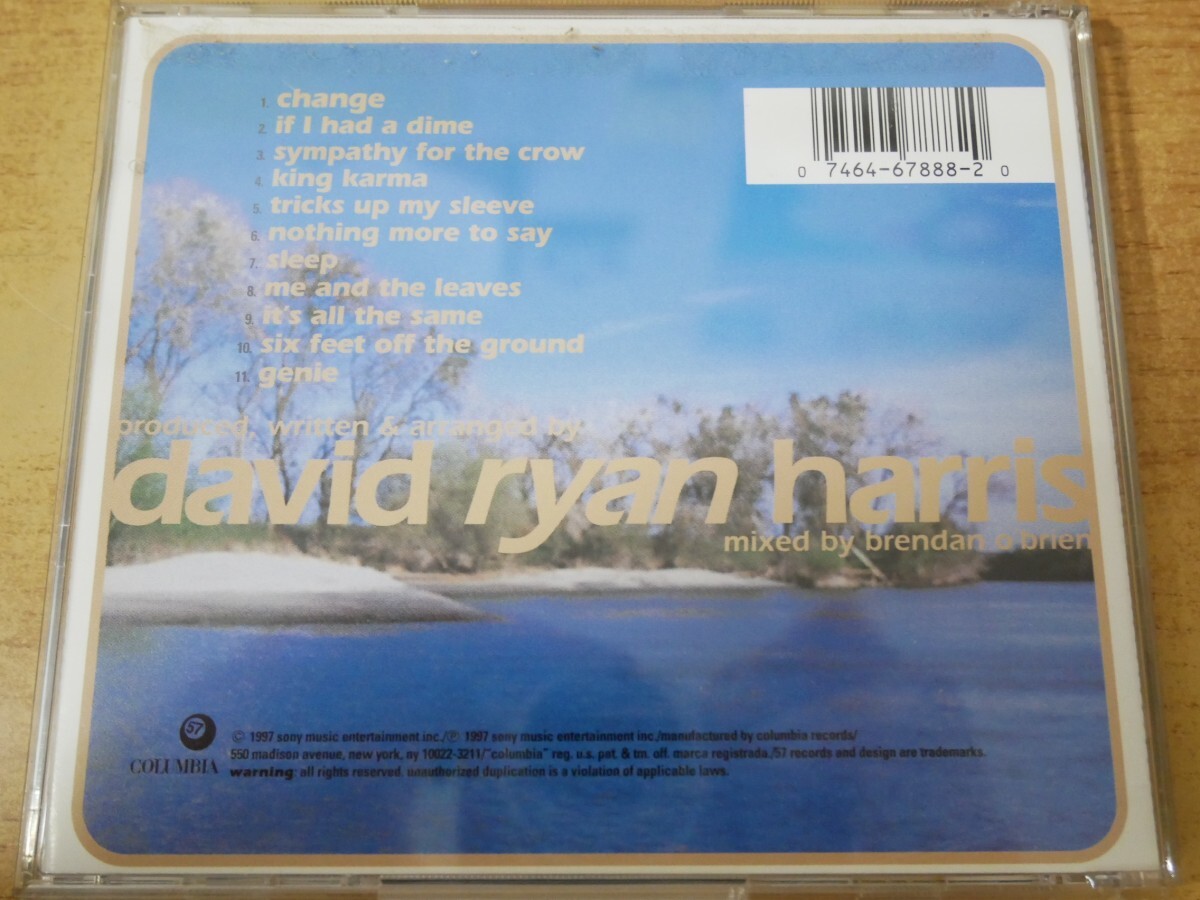 1. change
2. if I had a dime
3. sympathy for the crow
4. king karma
5. tricks up my sleeve
6. nothing more to say
7. sleep
8. me and the leaves
9. it's all the same
10. six feet off the ground
11. genie
0 7464-67888-2 0
produced, written & arranged by:
david ryan harris
mixed by brendan o'brien
57
COLUMBIA
© 1997 sony music entertainment inc./℗ 1997 sony music entertainment inc./manufactured by columbia records/
550 madison avenue, new york, ny 10022-3211/"columbia" reg. u.s. pat. & tm. off. marca registrada./57 records and design are trademarks.
warning: all rights reserved. unauthorized duplication is a violation of applicable laws.